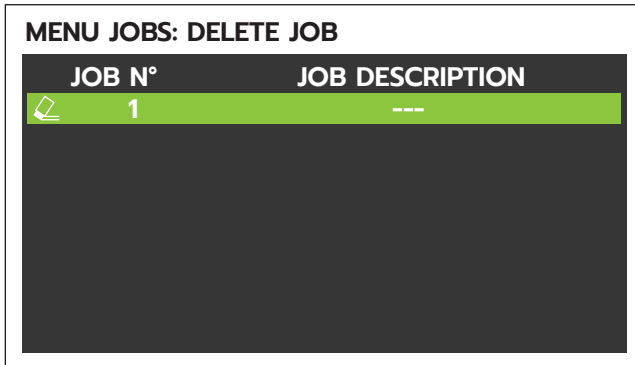 MENU JOBS: DELETE JOB
JOB N° JOB DESCRIPTION
1 ---